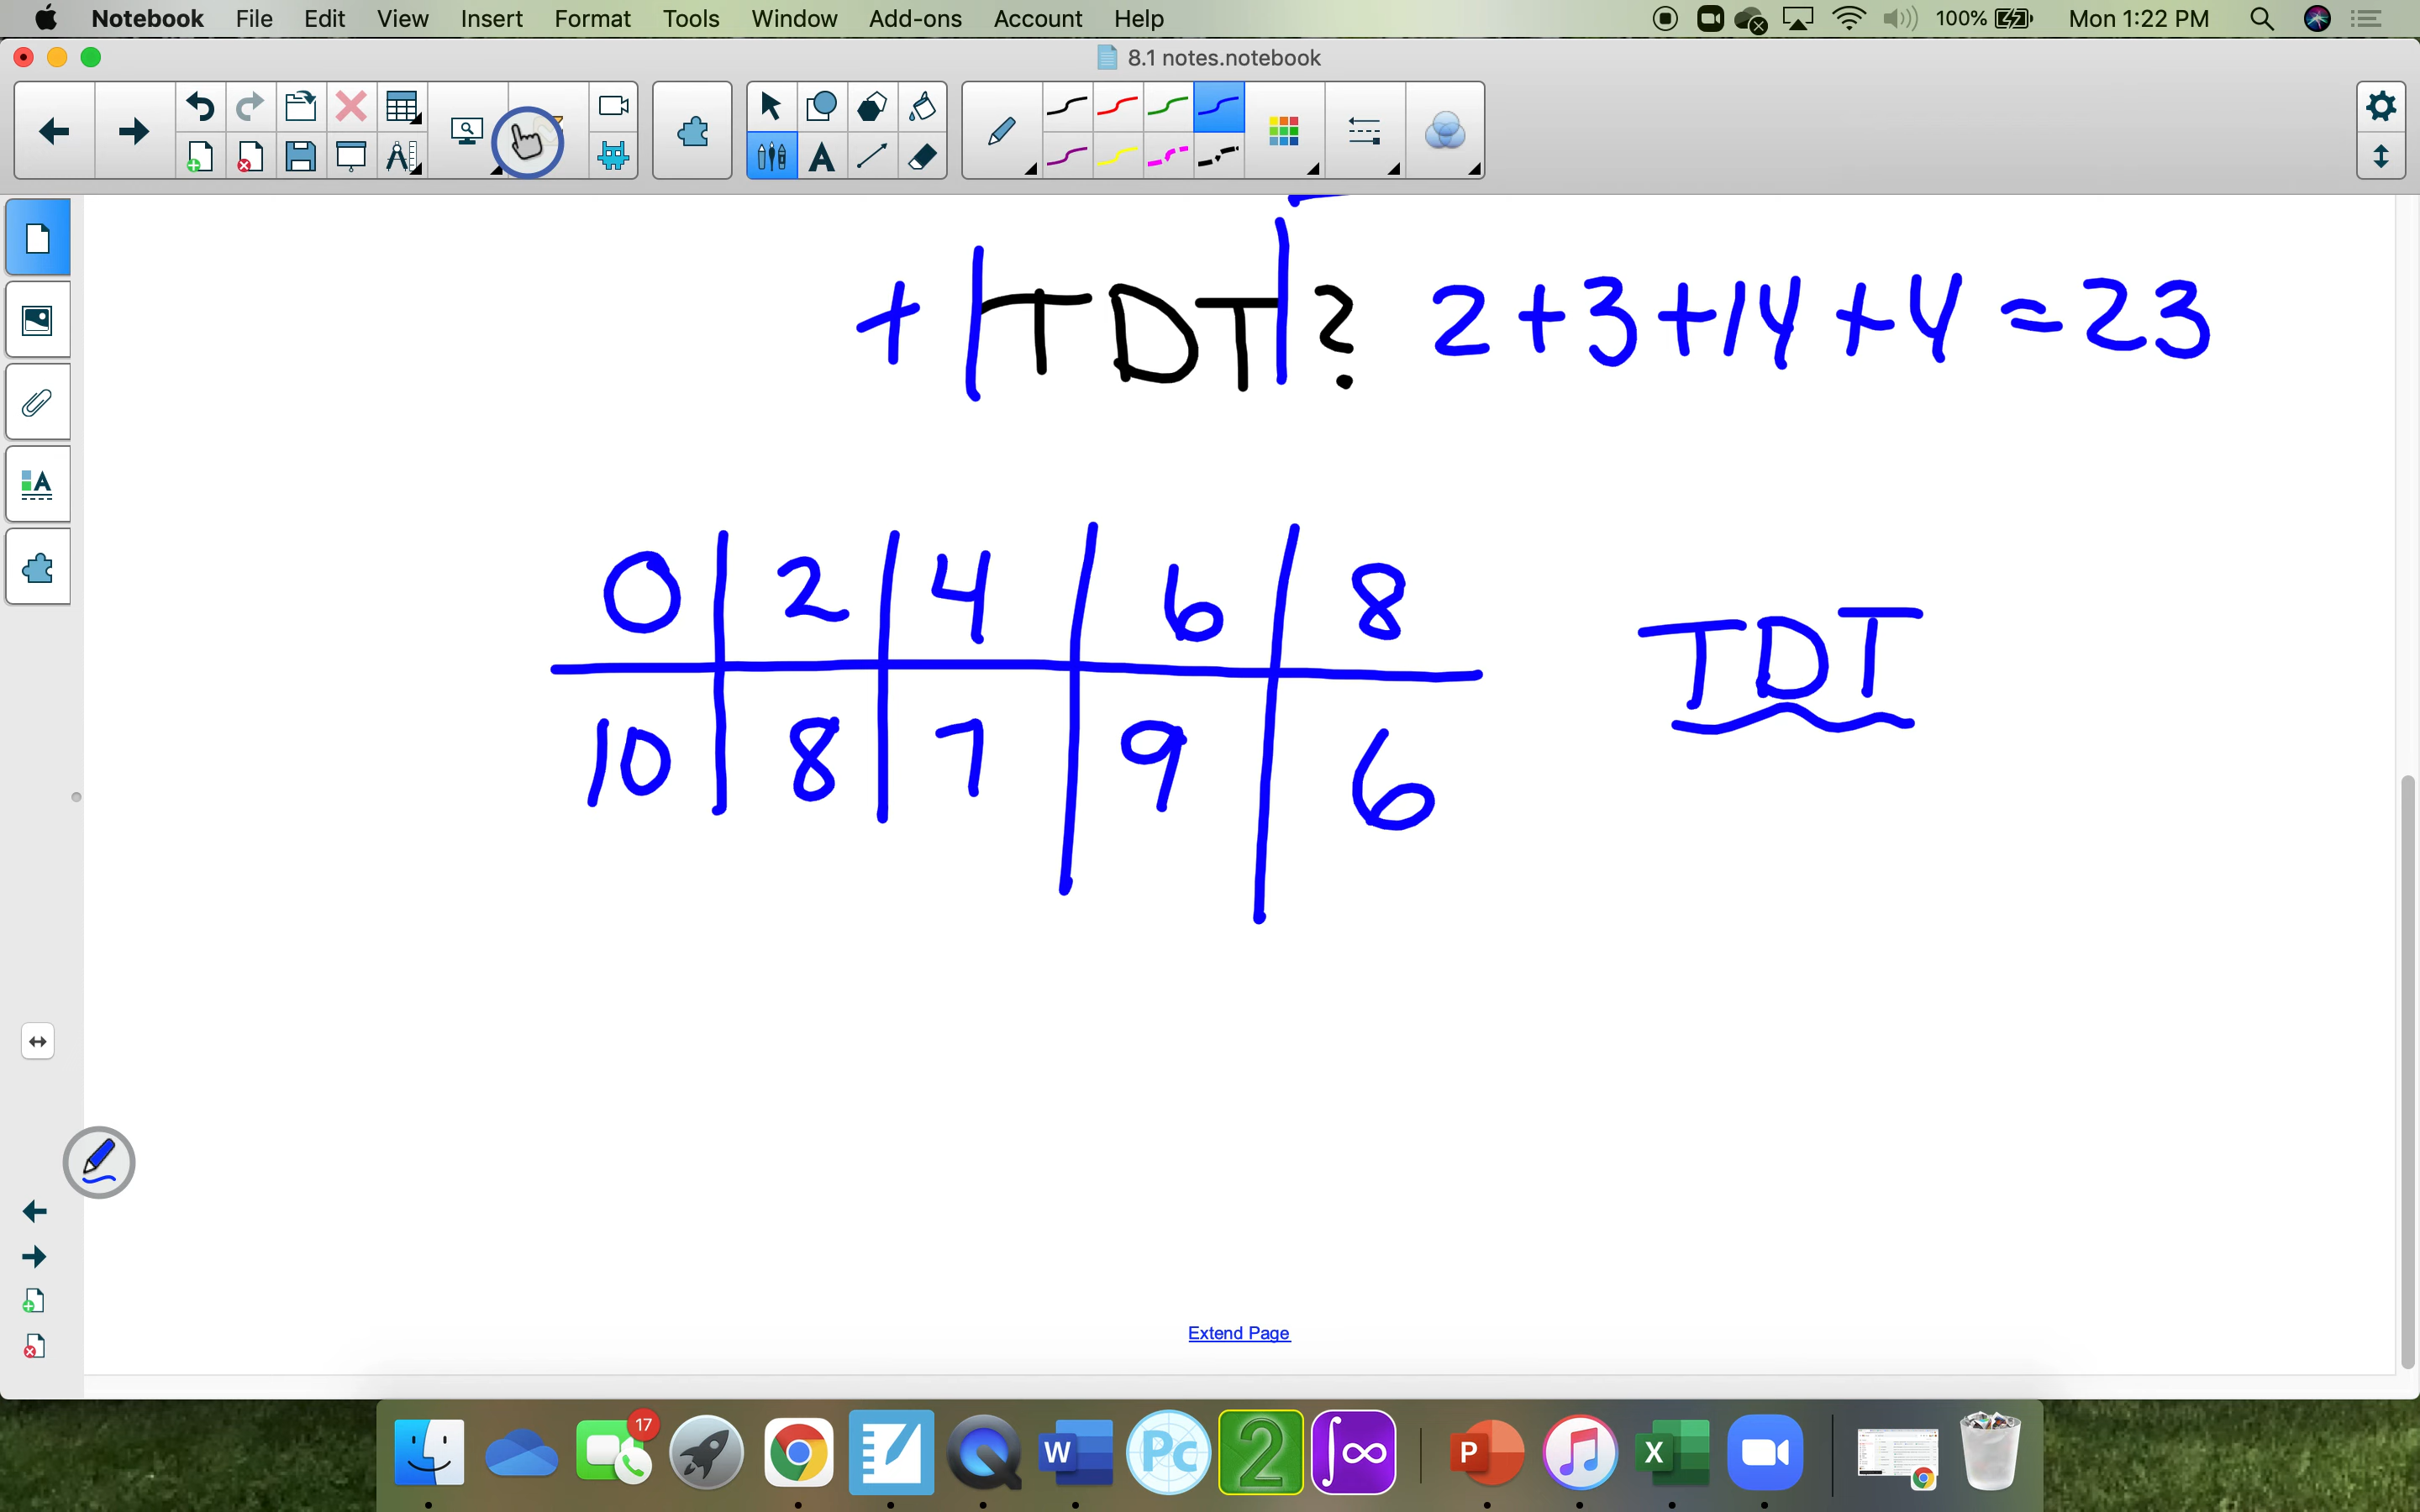 Notebook File Edit View Insert Format Tools Window Add-ons Account Help 100% Mon 1:22 PM
8.1 notes.notebook
A
A
+ |TDT| ? 2 + 3 + 14 + 4 = 23
0 2 4 6 8
TDT
10 8 7 9 6
Extend Page
17
W Pc 2 ∫∞ P X